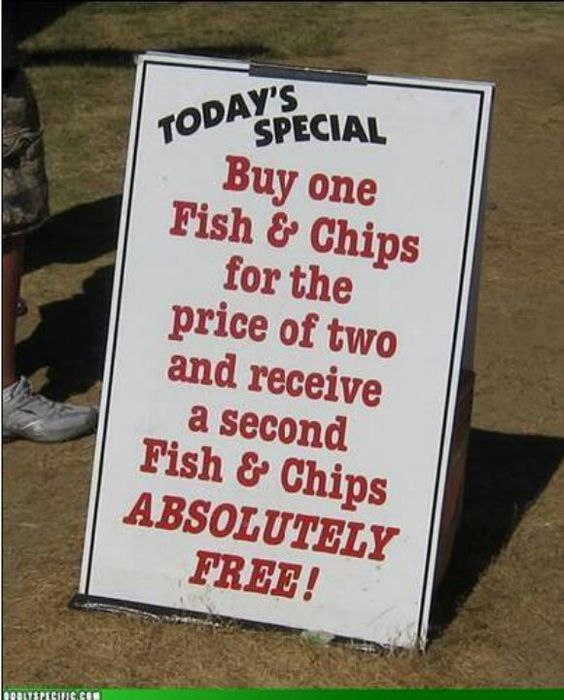 TODAY'S
SPECIAL
Buy one
Fish & Chips
for the
price of two
and receive
a second
Fish & Chips
ABSOLUTELY
FREE!
ODDLYSPECIFIC.COM